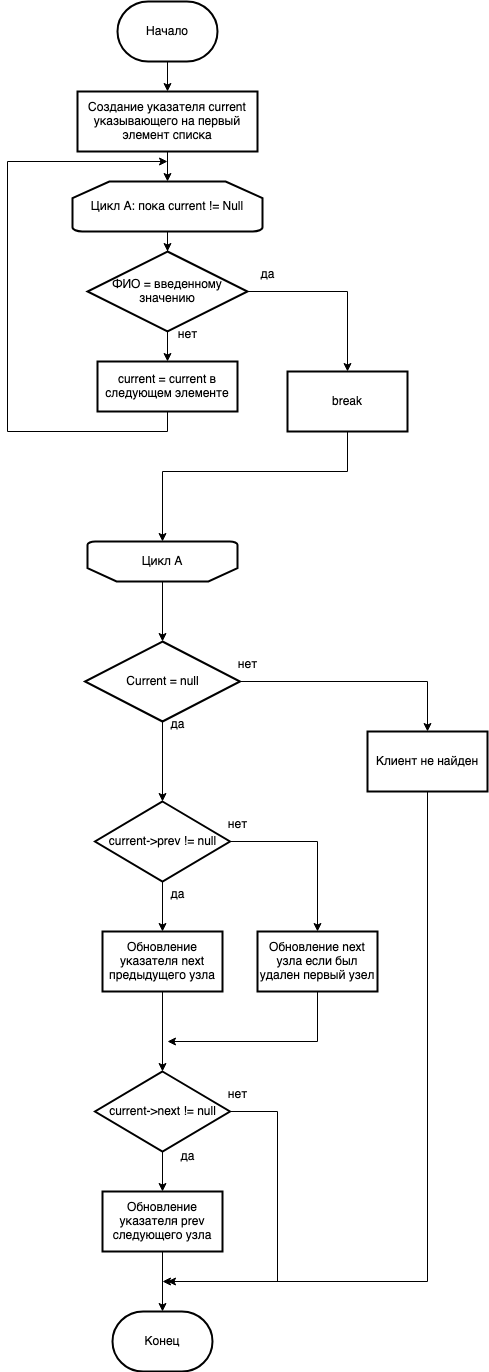 Начало
Создание указателя current
указывающего на первый
элемент списка
Цикл А: пока current != Null
да
ФИО = введенному
значению
нет
current = current в
следующем элементе
break
Цикл А
нет
Current = null
да
Клиент не найден
нет
current->prev != null
да
Обновление
указателя next
предыдущего узла
Обновление next
узла если был
удален первый узел
нет
current->next != null
да
Обновление
указателя prev
следующего узла
Конец